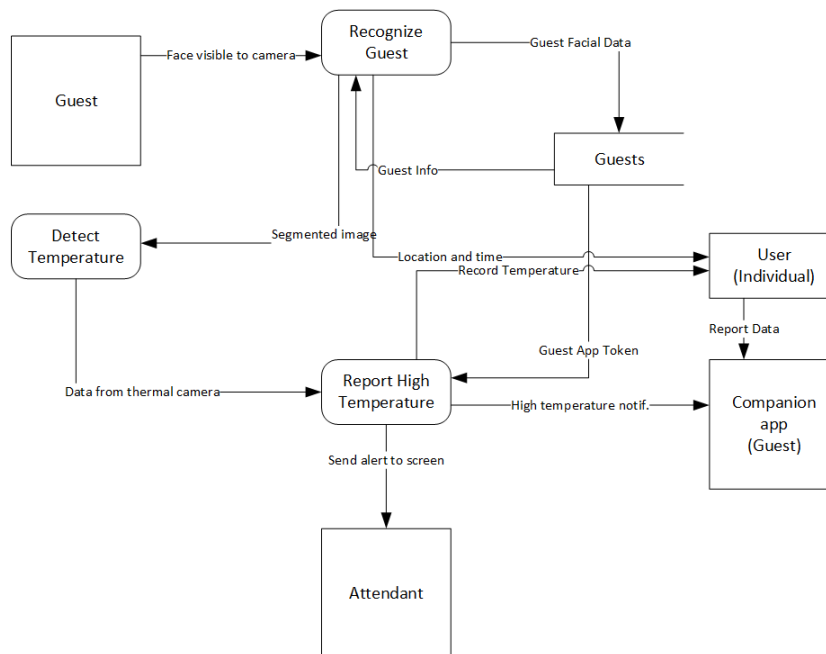 Recognize
Guest
Face visible to camera
Guest Facial Data
Guest
Guests
Guest Info
Detect
Temperature
Segmented image
Location and time
Record Temperature
User
(Individual)
Report Data
Guest App Token
Data from thermal camera
Report High
Temperature
High temperature notif.
Companion
app
(Guest)
Send alert to screen
Attendant